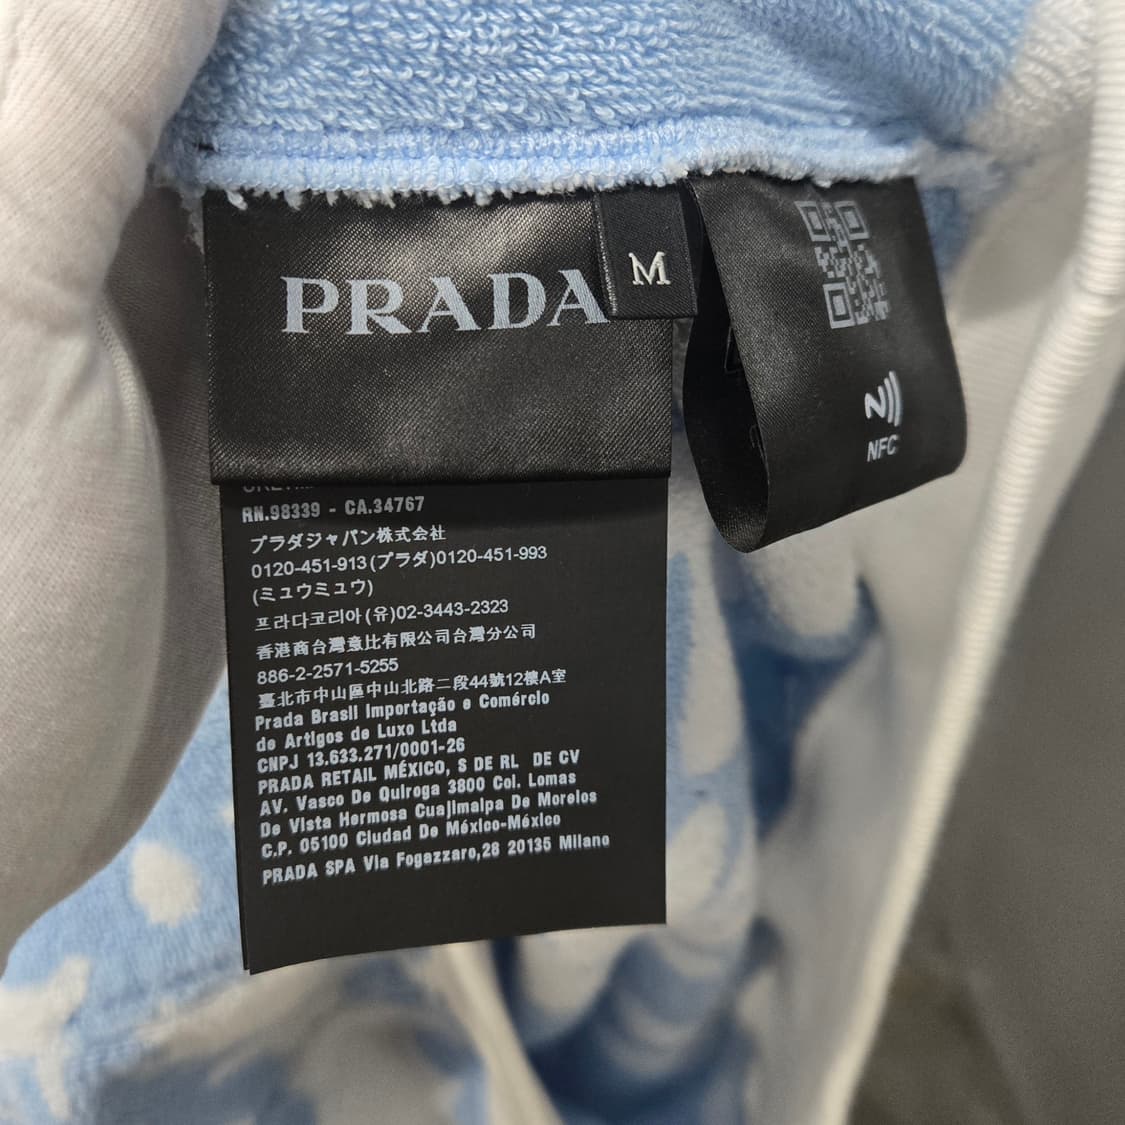 PRADA
M
NFC
RN.98339 - CA.34767
プラダジャパン株式会社
0120-451-913(プラダ)0120-451-993
(ミュウミュウ)
프라다코리아(유)02-3443-2323
香港商台灣意比有限公司台灣分公司
886-2-2571-5255
臺北市中山區中山北路二段44號12樓A室
Prada Brasil Importação e Comércio
de Artigos de Luxo Ltda
CNPJ 13.633.271/0001-26
PRADA RETAIL MÉXICO, S DE RL DE CV
AV. Vasco De Quiroga 3800 Col. Lomas
De Vista Hermosa Cuajimalpa De Morelos
C.P. 05100 Ciudad De México-México
PRADA SPA Via Fogazzaro,28 20135 Milano